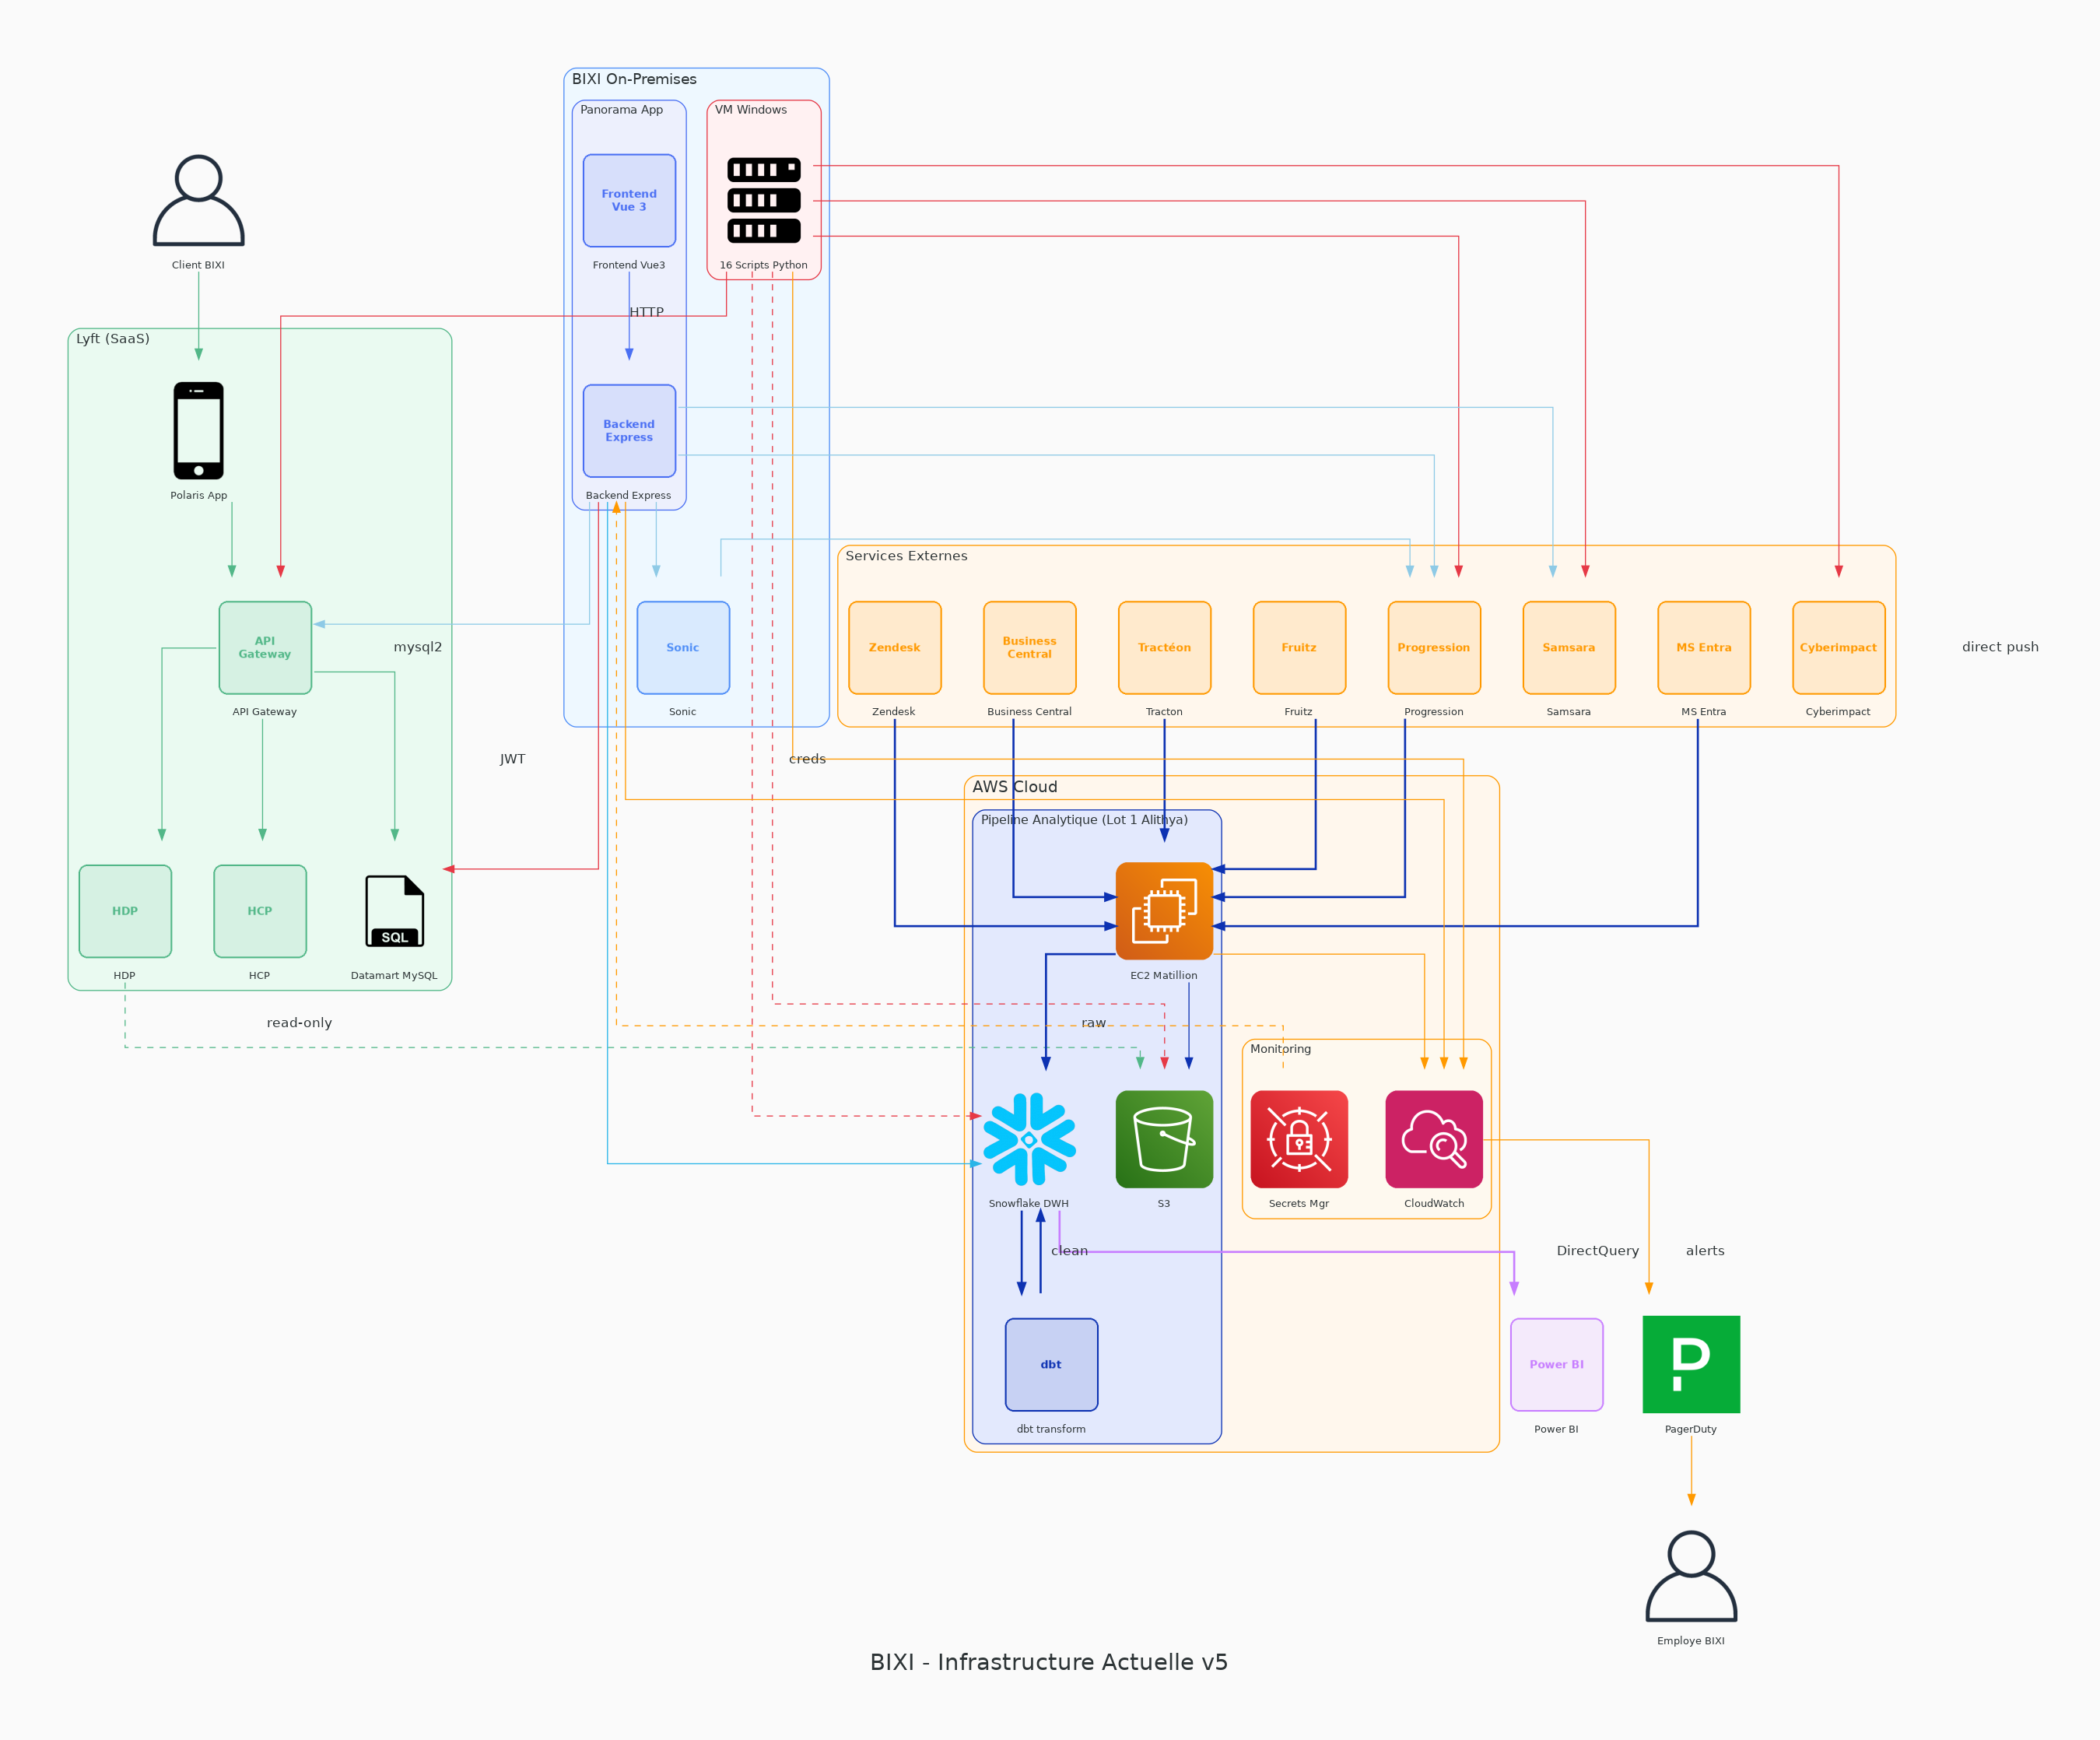 BIXI On-Premises
Panorama App
VM Windows
Frontend
Vue 3
Client BIXI
Frontend Vue3
16 Scripts Python
HTTP
Lyft (SaaS)
Backend
Express
Polaris App
Backend Express
Services Externes
API
Gateway
mysql2
Sonic
Zendesk
Business
Central
Tractéon
Fruitz
Progression
Samsara
MS Entra
Cyberimpact
direct push
API Gateway
Sonic
Zendesk
Business Central
Tracton
Fruitz
Progression
Samsara
MS Entra
Cyberimpact
JWT
creds
AWS Cloud
Pipeline Analytique (Lot 1 Alithya)
HDP
HCP
SQL
HDP
HCP
Datamart MySQL
EC2 Matillion
read-only
raw
Monitoring
Snowflake DWH
S3
Secrets Mgr
CloudWatch
clean
DirectQuery
alerts
dbt
Power BI
P
dbt transform
Power BI
PagerDuty
Employe BIXI
BIXI - Infrastructure Actuelle v5